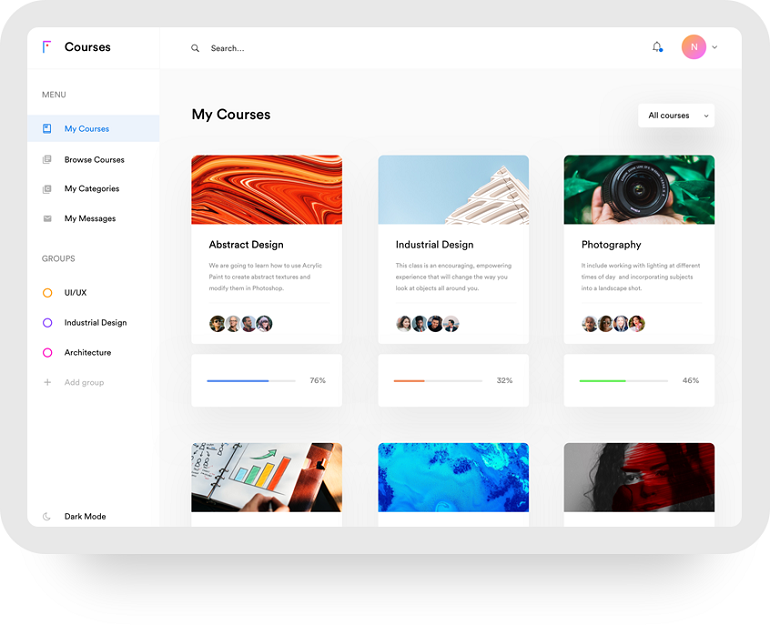 Courses
Search...
N
MENU
My Courses
Browse Courses
My Categories
My Messages
GROUPS
UI/UX
Industrial Design
Architecture
Add group
Dark Mode
My Courses
All courses
Abstract Design
We are going to learn how to use Acrylic
Paint to create abstract textures and
modify them in Photoshop.
76%
Industrial Design
This class is an encouraging, empowering
experience that will change the way you
look at objects all around you.
32%
Photography
It include working with lighting at different
times of day and incorporating subjects
into a landscape shot.
46%